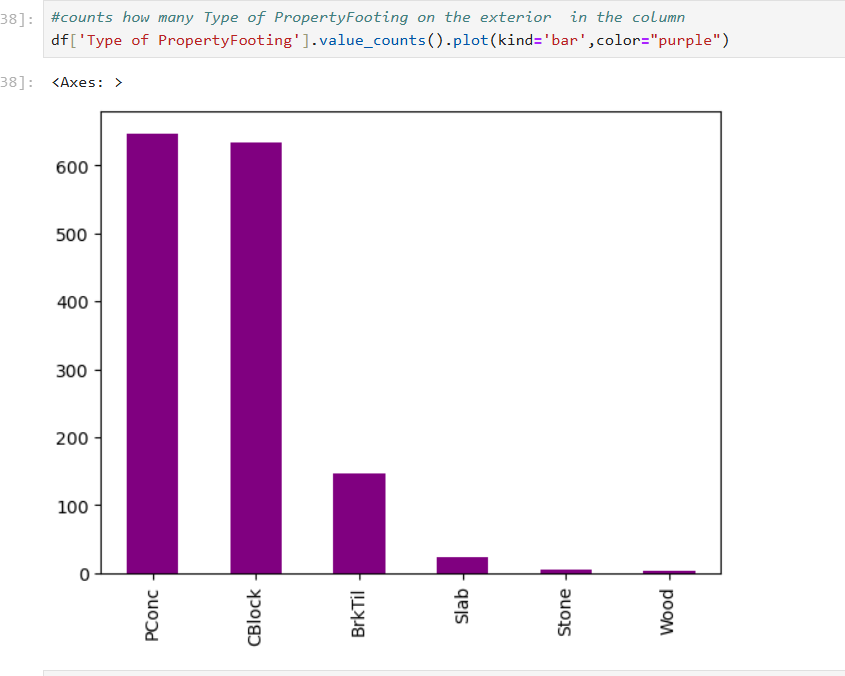 38]: #counts how many Type of PropertyFooting on the exterior  in the column
df['Type of PropertyFooting'].value_counts().plot(kind='bar',color="purple")
38]: <Axes: >
600
500
400
300
200
100
0
PConc CBlock BrkTil Slab Stone Wood